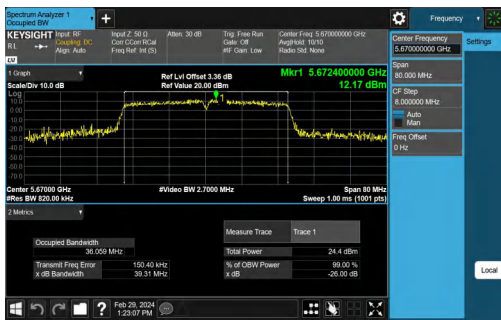 Spectrum Analyzer 1
Occupied BW
Frequency
KEYSIGHT
RL
Input: RF
Coupling: DC
Align: Auto
Input Z: 50 Ω
Corr CCorr RCal
Freq Ref: Int (S)
Atten: 30 dB
Trig: Free Run
Gate: Off
#IF Gain: Low
Center Freq: 5.670000000 GHz
Avg|Hold: 10/10
Radio Std: None
Center Frequency
5.670000000 GHz
Settings
Span
80.000 MHz
CF Step
8.000000 MHz
Auto
Man
Freq Offset
0 Hz
1 Graph
Scale/Div 10.0 dB
Ref Lvl Offset 3.36 dB
Ref Value 20.00 dBm
Mkr1 5.672400000 GHz
12.17 dBm
Log
10.0
0.00
-10.0
-20.0
-30.0
-40.0
-50.0
-60.0
-70.0
1
Center 5.67000 GHz
#Res BW 820.00 kHz
#Video BW 2.7000 MHz
Span 80 MHz
Sweep 1.00 ms (1001 pts)
2 Metrics
Measure Trace
Trace 1
Occupied Bandwidth
36.059 MHz
Total Power
24.4 dBm
Transmit Freq Error
150.40 kHz
% of OBW Power
99.00 %
x dB Bandwidth
39.31 MHz
x dB
-26.00 dB
Local
Feb 29, 2024
1:23:07 PM